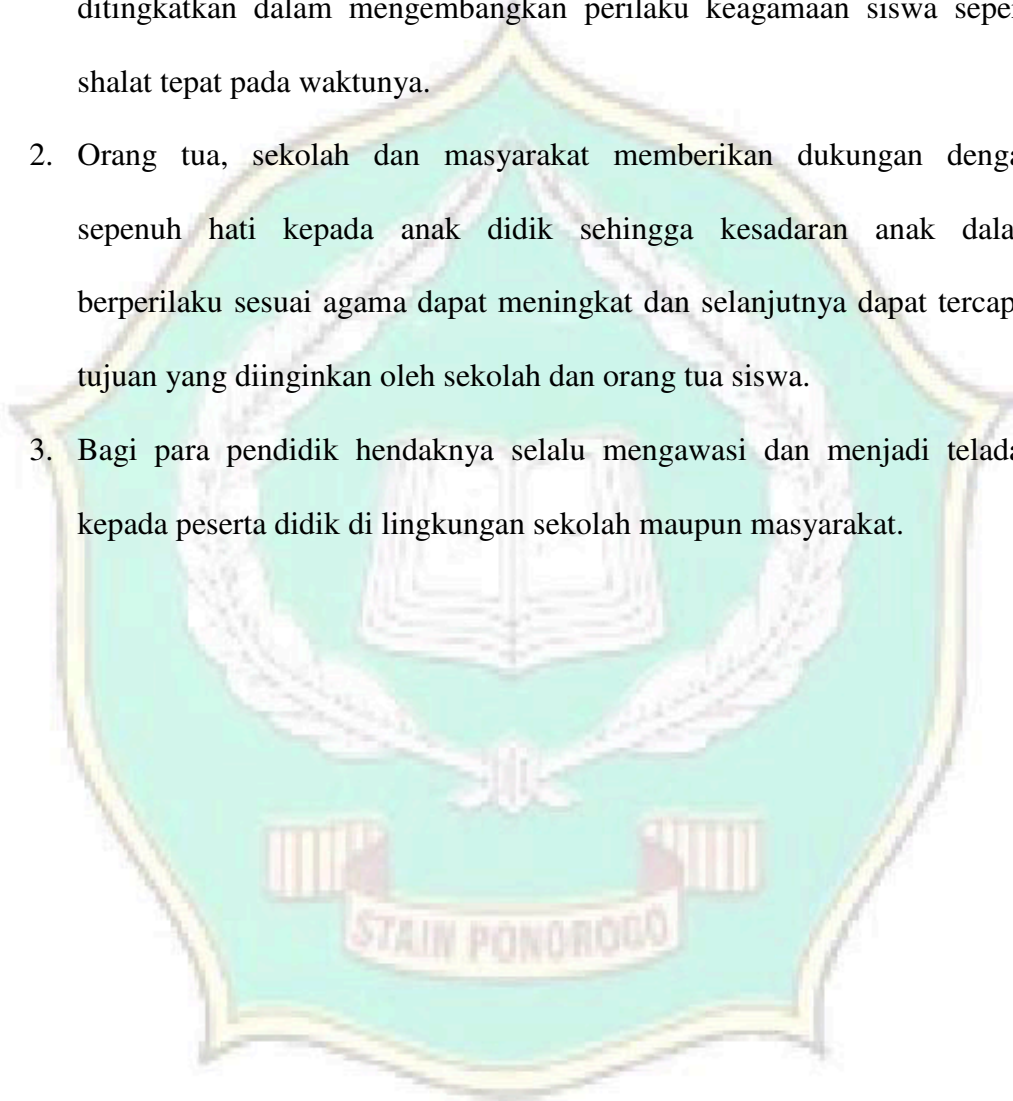 ditingkatkan dalam mengembangkan perilaku keagamaan siswa seper
shalat tepat pada waktunya.
2. Orang tua, sekolah dan masyarakat memberikan dukungan denga
sepenuh hati kepada anak didik sehingga kesadaran anak dala
berperilaku sesuai agama dapat meningkat dan selanjutnya dapat tercap
tujuan yang diinginkan oleh sekolah dan orang tua siswa.
3. Bagi para pendidik hendaknya selalu mengawasi dan menjadi telada
kepada peserta didik di lingkungan sekolah maupun masyarakat.
STAIN PONOROGO